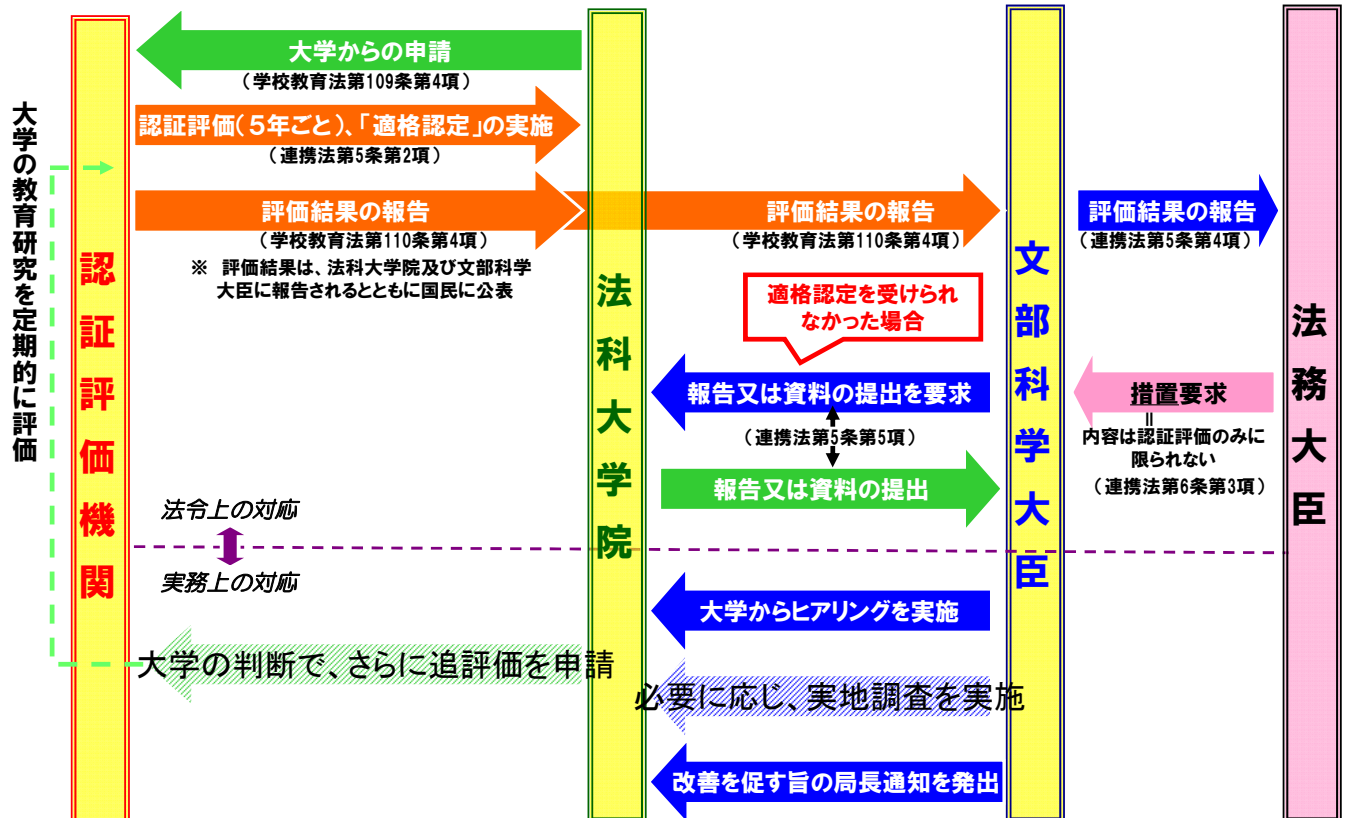 大学の教育研究を定期的に評価
認証評価機関
法科大学院
文部科学大臣
法務大臣
大学からの申請
（学校教育法第109条第4項）
認証評価（５年ごと）、「適格認定」の実施
（連携法第5条第2項）
評価結果の報告
（学校教育法第110条第4項）
※　評価結果は、法科大学院及び文部科学
大臣に報告されるとともに国民に公表
評価結果の報告
（学校教育法第110条第4項）
評価結果の報告
（連携法第5条第4項）
適格認定を受けられ
なかった場合
報告又は資料の提出を要求
（連携法第5条第5項）
報告又は資料の提出
措置要求
＝
内容は認証評価のみに
限られない
（連携法第6条第3項）
法令上の対応
実務上の対応
大学からヒアリングを実施
大学の判断で、さらに追評価を申請
必要に応じ、実地調査を実施
改善を促す旨の局長通知を発出